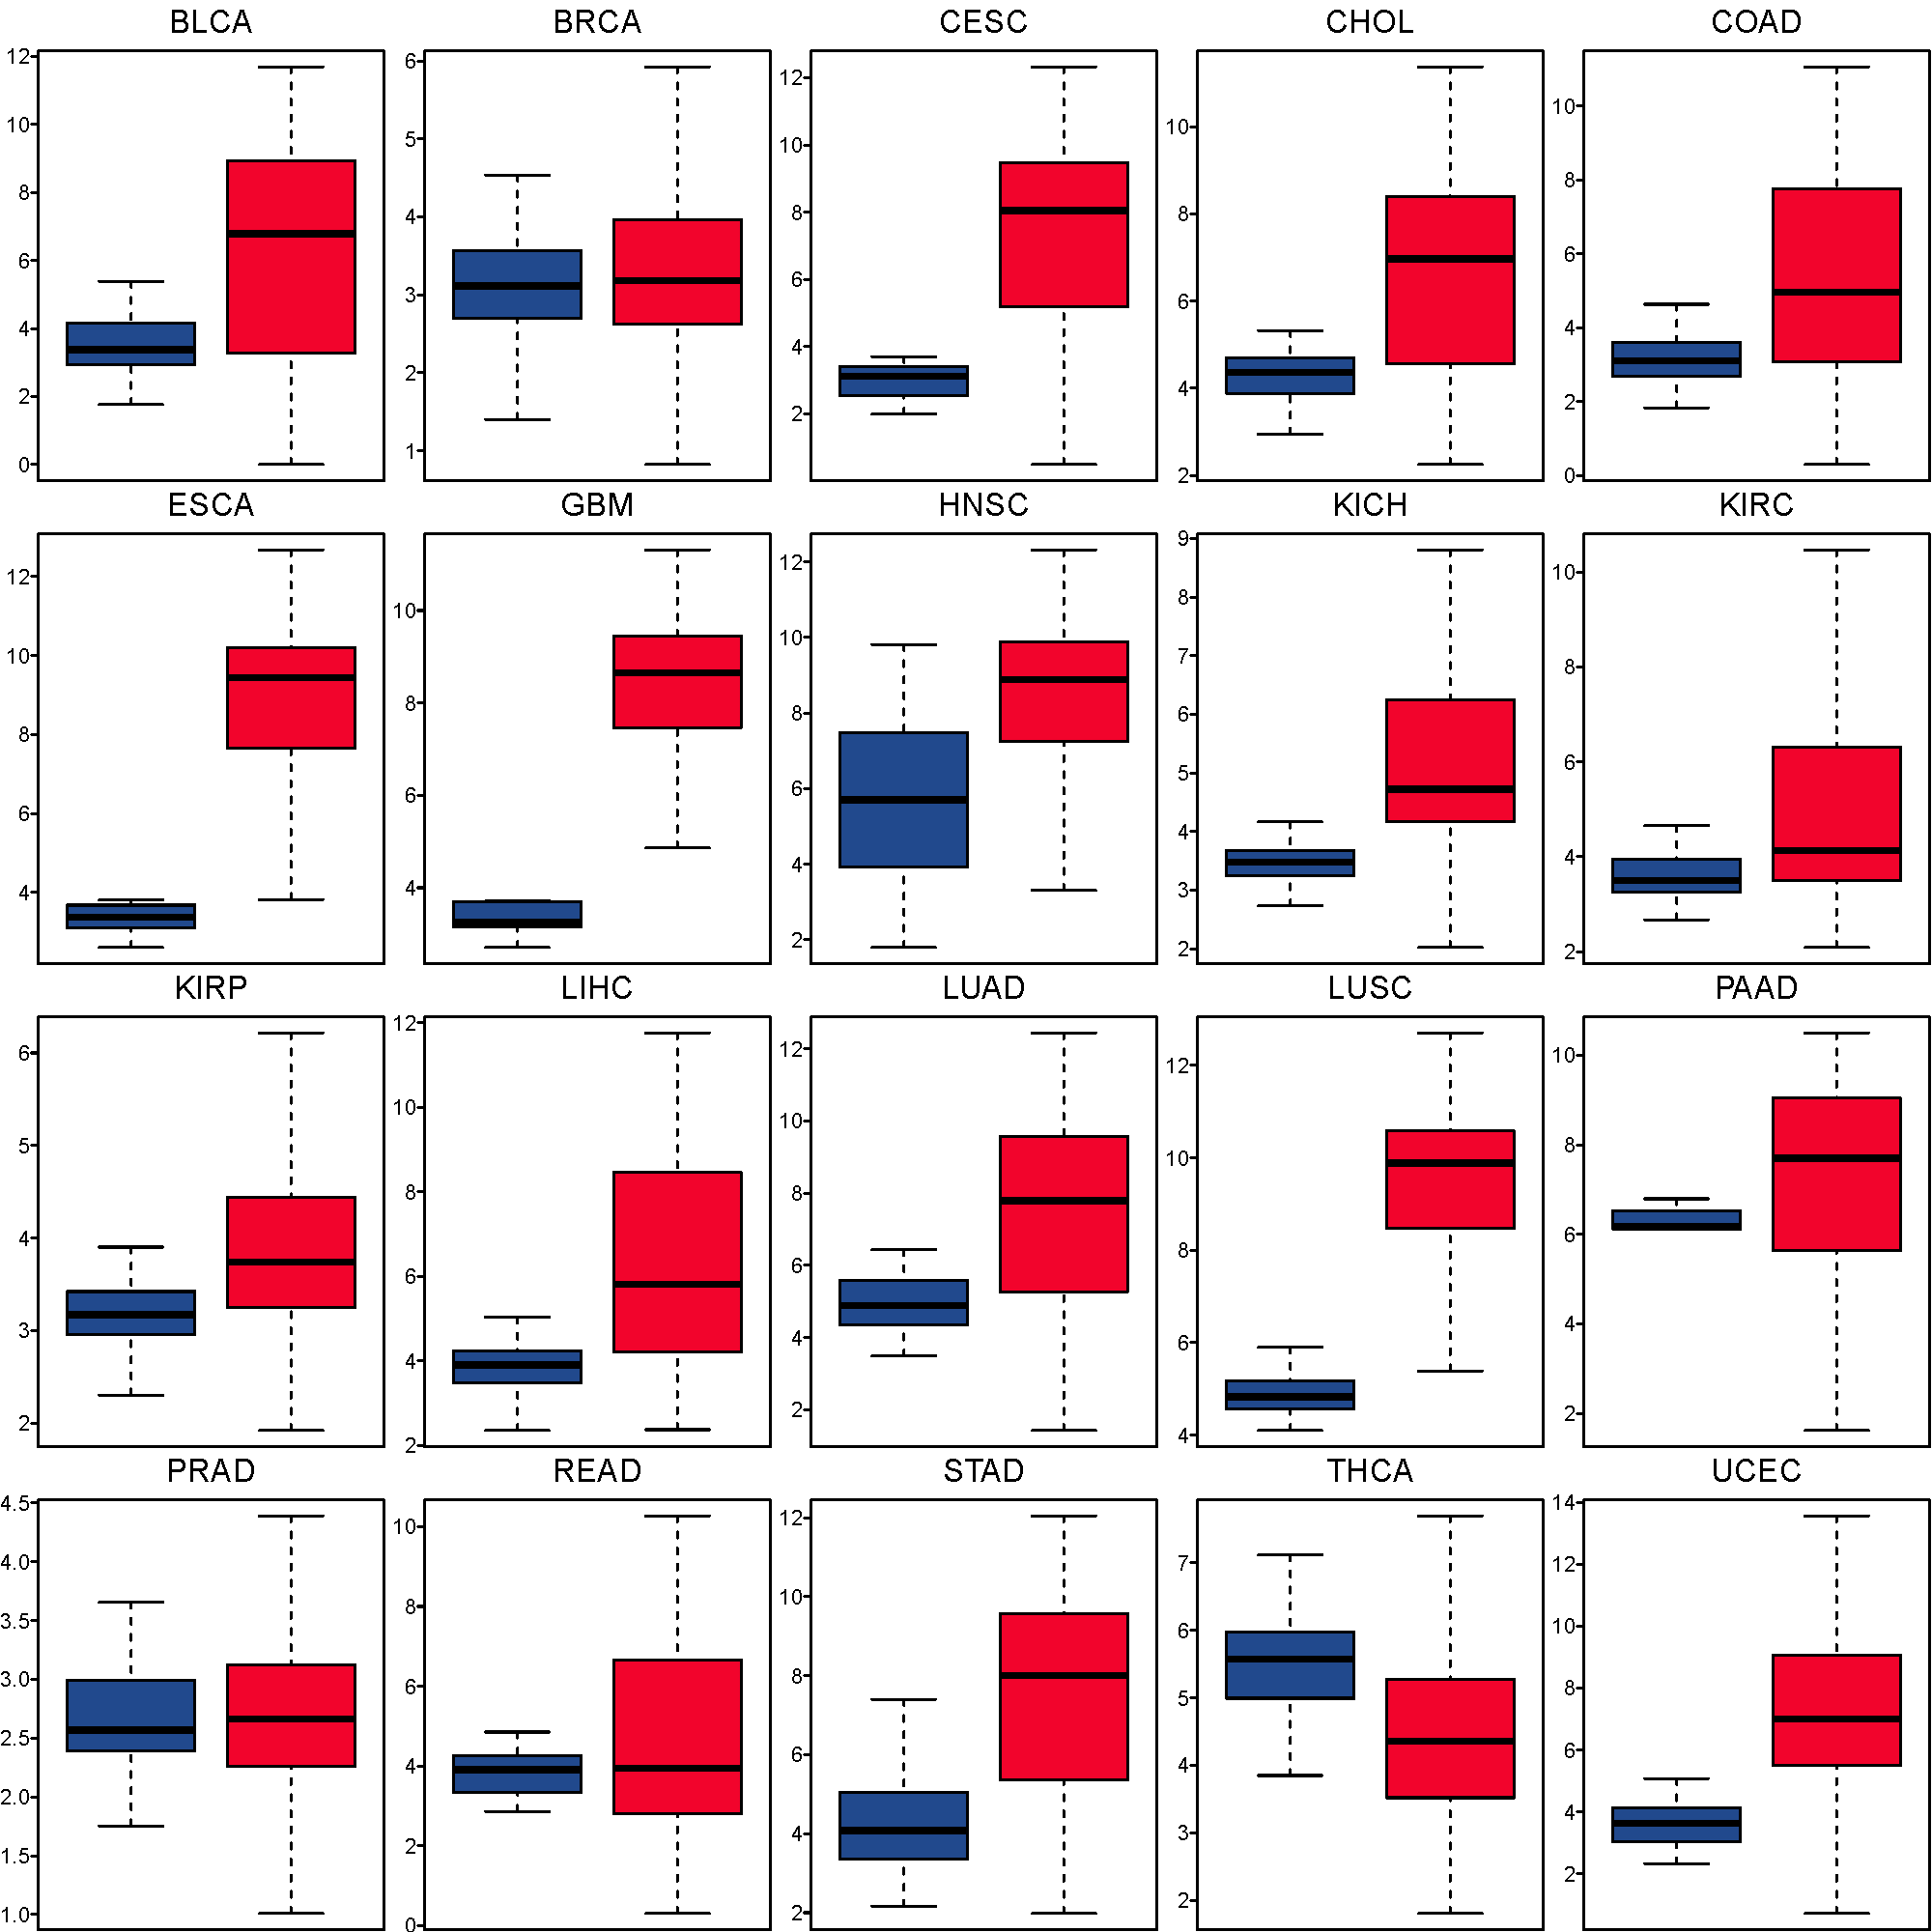 BLCA BRCA CESC CHOL COAD
12 10 8 6 4 2 0
6 5 4 3 2 1
12 10 8 6 4 2
10 8 6 4 2
10 8 6 4 2 0
ESCA GBM HNSC KICH KIRC
12 10 8 6 4
10 8 6 4
12 10 8 6 4 2
9 8 7 6 5 4 3 2
10 8 6 4 2
KIRP LIHC LUAD LUSC PAAD
6 5 4 3 2
12 10 8 6 4 2
12 10 8 6 4 2
12 10 8 6 4
10 8 6 4 2
PRAD READ STAD THCA UCEC
4.5 4.0 3.5 3.0 2.5 2.0 1.5 1.0
10 8 6 4 2 0
12 10 8 6 4 2
7 6 5 4 3 2
14 12 10 8 6 4 2